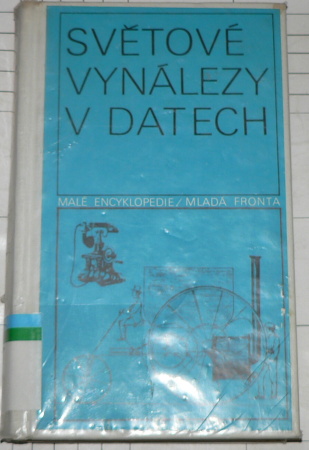 SVĚTOVÉ
VYNÁLEZY
V DATECH
MALÉ ENCYKLOPEDIE/MLADÁ FRONTA